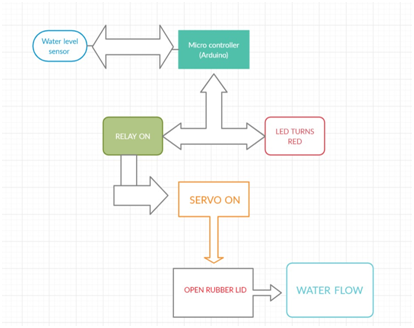 Water level
sensor
Micro controller
(Arduino)
RELAY ON
LED TURNS
RED
SERVO ON
OPEN RUBBER LID
WATER FLOW